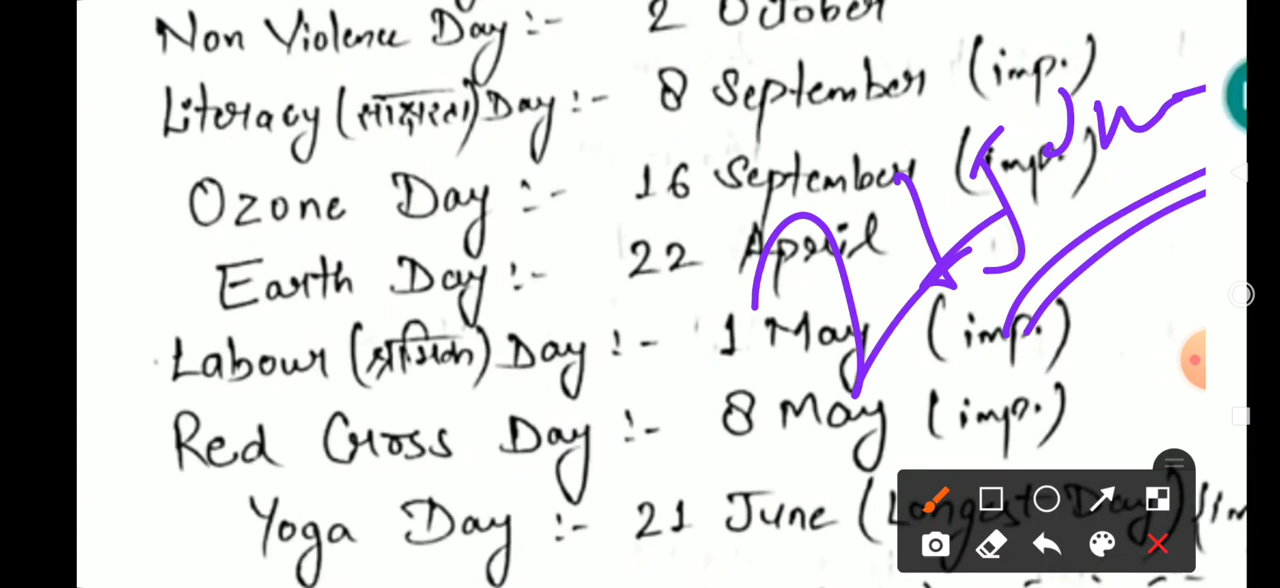 Non Violence Day :- 2 October
Literacy (साक्षरता) Day :- 8 September (imp.)
Ozone Day :- 16 September (imp.)
Earth Day :- 22 April
Labour (श्रमिक) Day :- 1 May (imp.)
Red Cross Day :- 8 May (imp.)
Yoga Day :- 21 June (Longest Day)